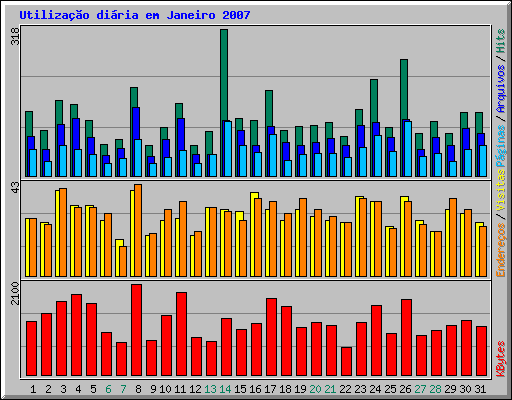 Utilização diária em Janeiro 2007
318
43
2100
Endereços / Visitas Páginas / Arquivos / Hits
KBytes
1 2 3 4 5 6 7 8 9 10 11 12 13 14 15 16 17 18 19 20 21 22 23 24 25 26 27 28 29 30 31